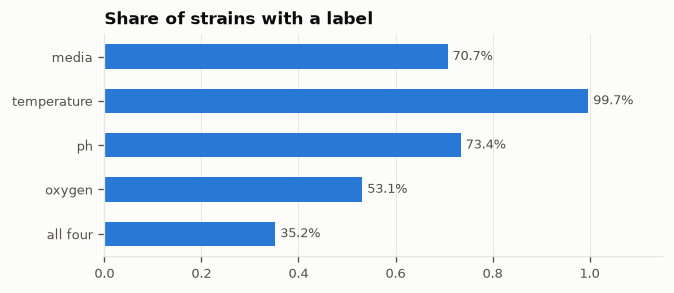 Share of strains with a label
media 70.7%
temperature 99.7%
ph 73.4%
oxygen 53.1%
all four 35.2%
0.0 0.2 0.4 0.6 0.8 1.0